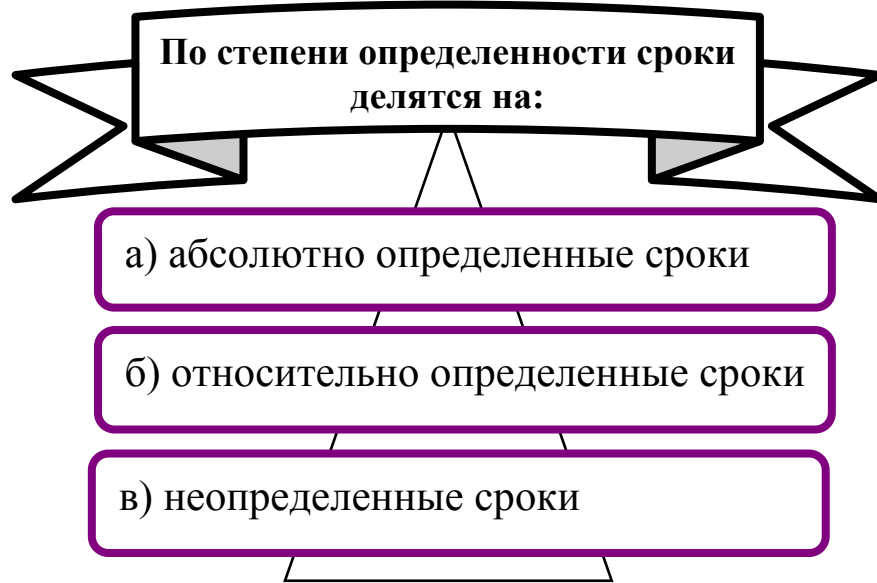 По степени определенности сроки
делятся на:
а) абсолютно определенные сроки
б) относительно определенные сроки
в) неопределенные сроки